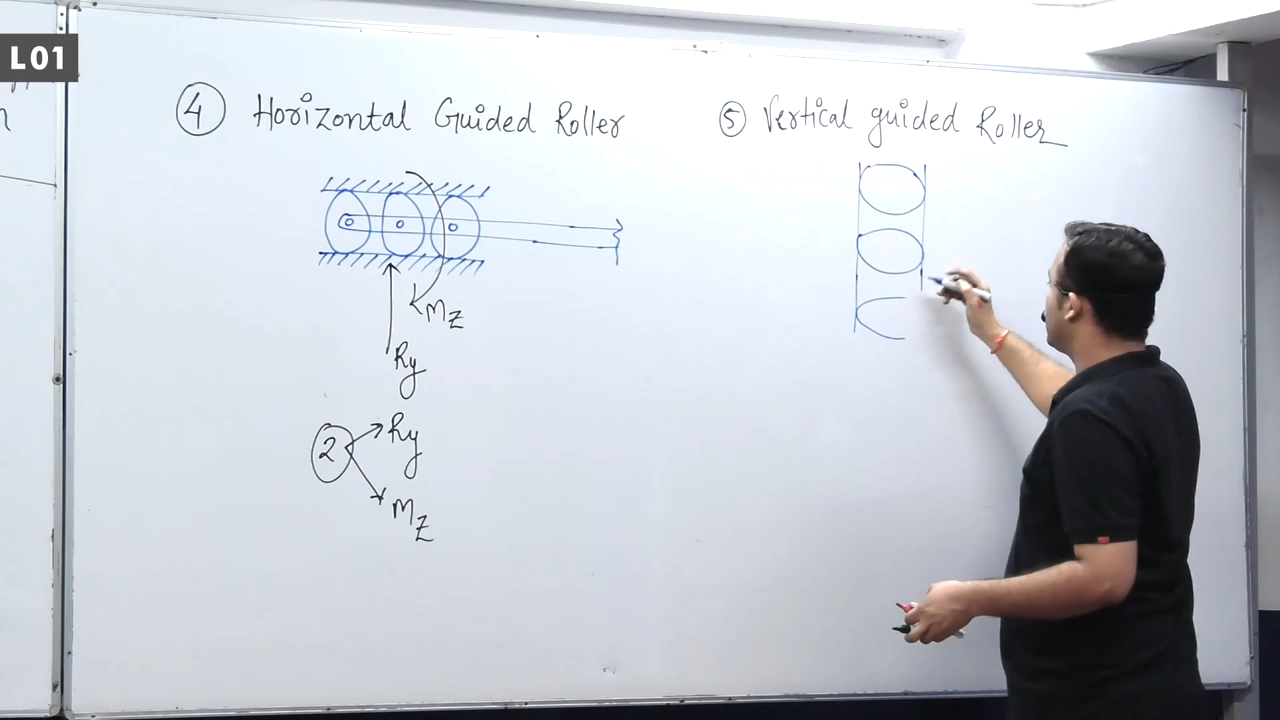 L01
④ Horizontal Guided Roller
⑤ Vertical guided Roller
Mz
Ry
② Ry
Mz